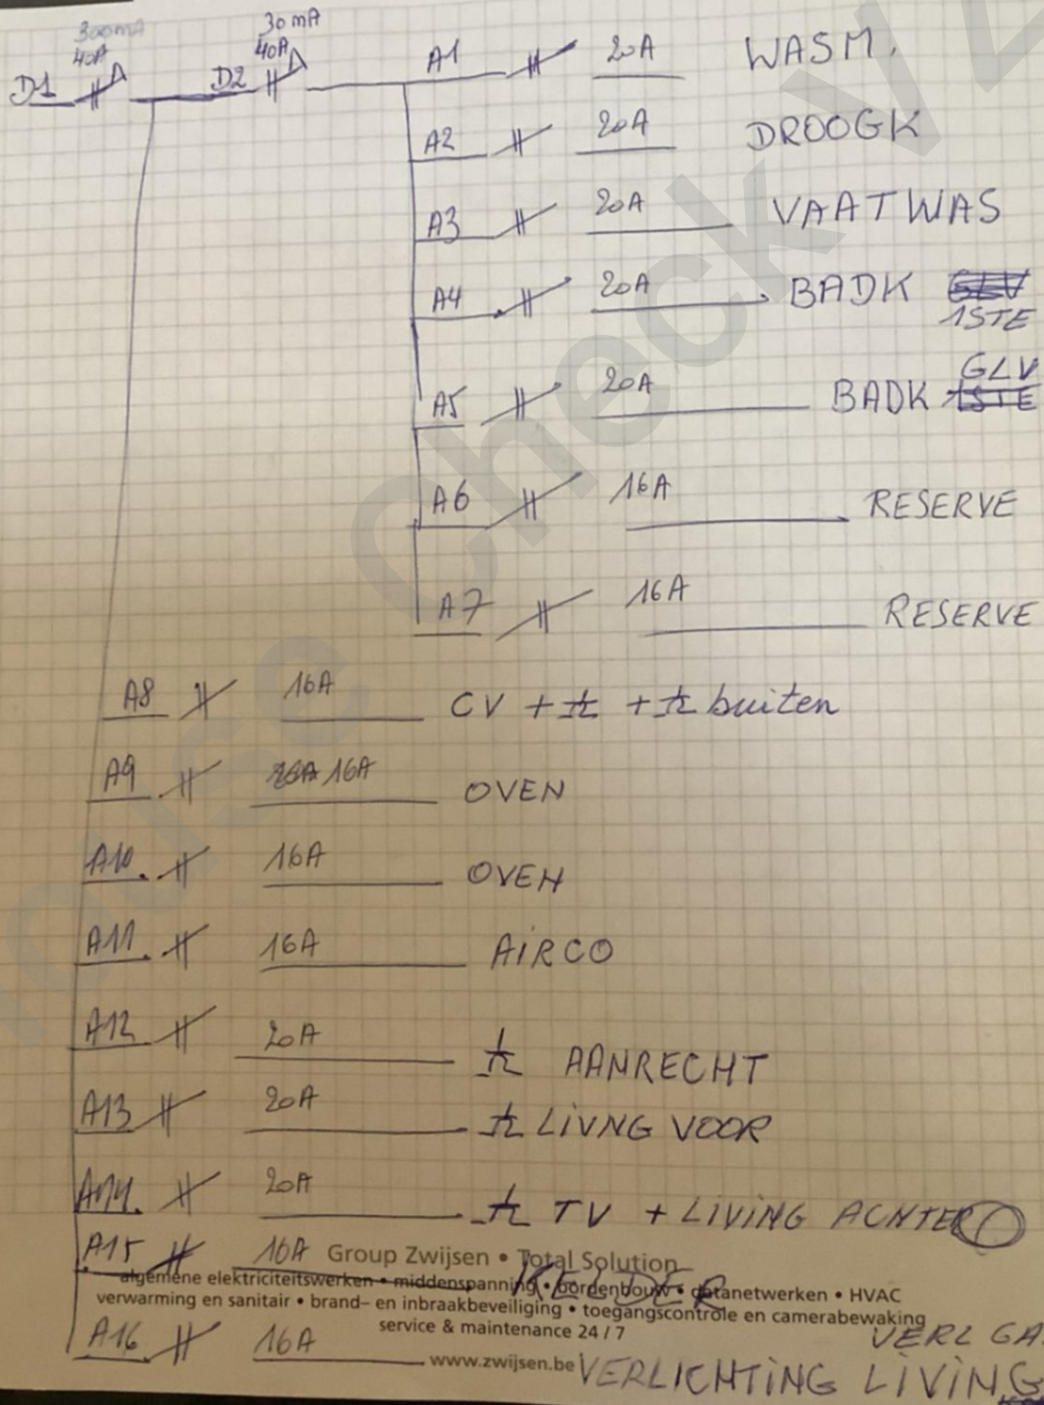 300mA 30mA
40A 40A
D1 D2 A1 20A WASM.
A2 20A DROOGK
A3 20A VAATWAS
A4 20A BADK
1STE
GLV
A5 20A BADK
A6 16A RESERVE
A7 16A RESERVE
A8 16A CV + + buiten
A9 16A OVEN
A10. 16A OVEN
A11. 16A AIRCO
A12 20A AANRECHT
A13 20A LIVNG VOOR
A14. 20A TV + LIVING ACHTER
A15 16A KELDER
Group Zwijsen • Total Solution
algemene elektriciteitswerken • middenspanning • bordenbouw • datanetwerken • HVAC
verwarming en sanitair • brand- en inbraakbeveiliging • toegangscontrole en camerabewaking
service & maintenance 24 / 7
VERL GA
A16 16A VERLICHTING LIVING
www.zwijsen.be
House Check V